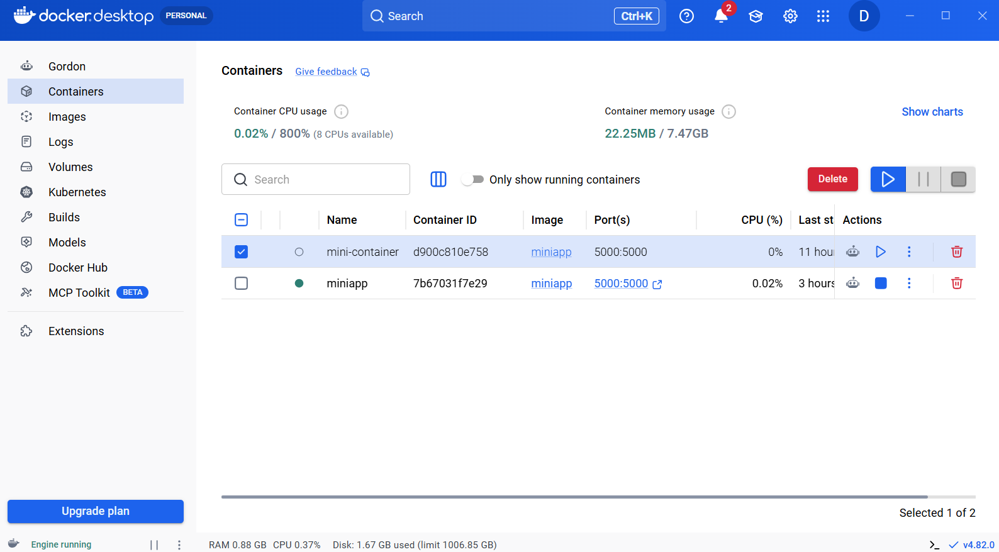 docker.desktop PERSONAL Search Ctrl+K 2 D
Gordon
Containers
Images
Logs
Volumes
Kubernetes
Builds
Models
Docker Hub
MCP Toolkit BETA
Extensions
Upgrade plan
Containers Give feedback
Container CPU usage
0.02% / 800% (8 CPUs available)
Container memory usage
22.25MB / 7.47GB
Show charts
Search
Only show running containers
Delete
Name Container ID Image Port(s) CPU (%) Last st Actions
mini-container d900c810e758 miniapp 5000:5000 0% 11 hou
miniapp 7b67031f7e29 miniapp 5000:5000 0.02% 3 hours
Selected 1 of 2
Engine running RAM 0.88 GB CPU 0.37% Disk: 1.67 GB used (limit 1006.85 GB) v4.82.0